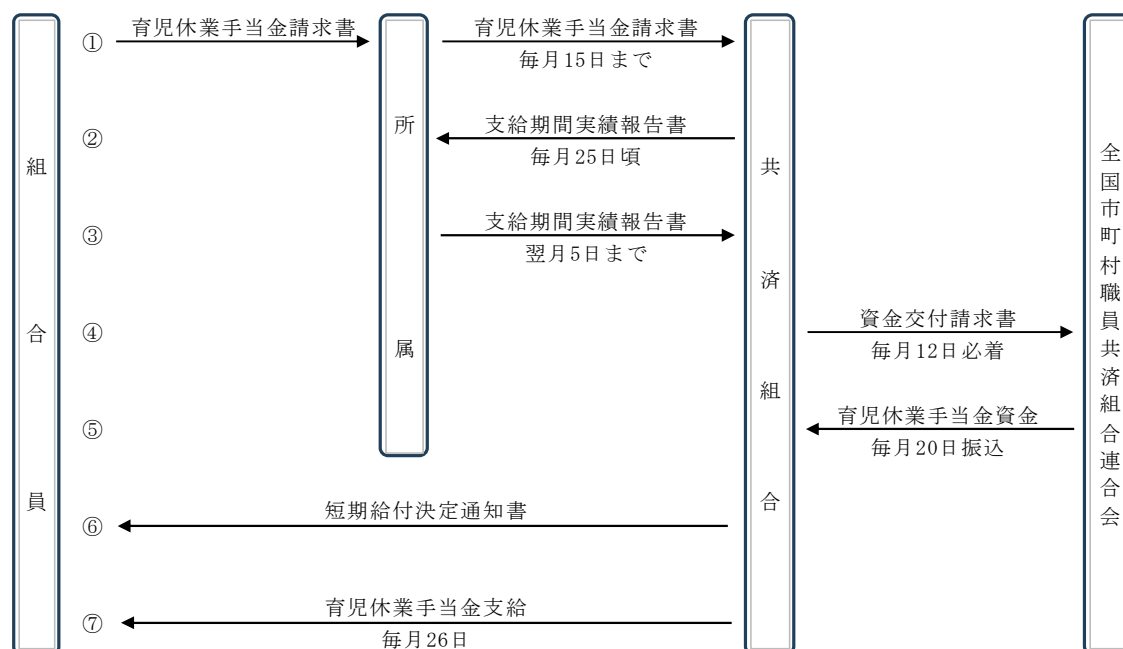 組合員
①
育児休業手当金請求書
育児休業手当金請求書
毎月15日まで
所属
②
支給期間実績報告書
毎月25日頃
共済組合
全国市町村職員共済組合連合会
③
支給期間実績報告書
翌月5日まで
④
資金交付請求書
毎月12日必着
⑤
育児休業手当金資金
毎月20日振込
⑥
短期給付決定通知書
⑦
育児休業手当金支給
毎月26日